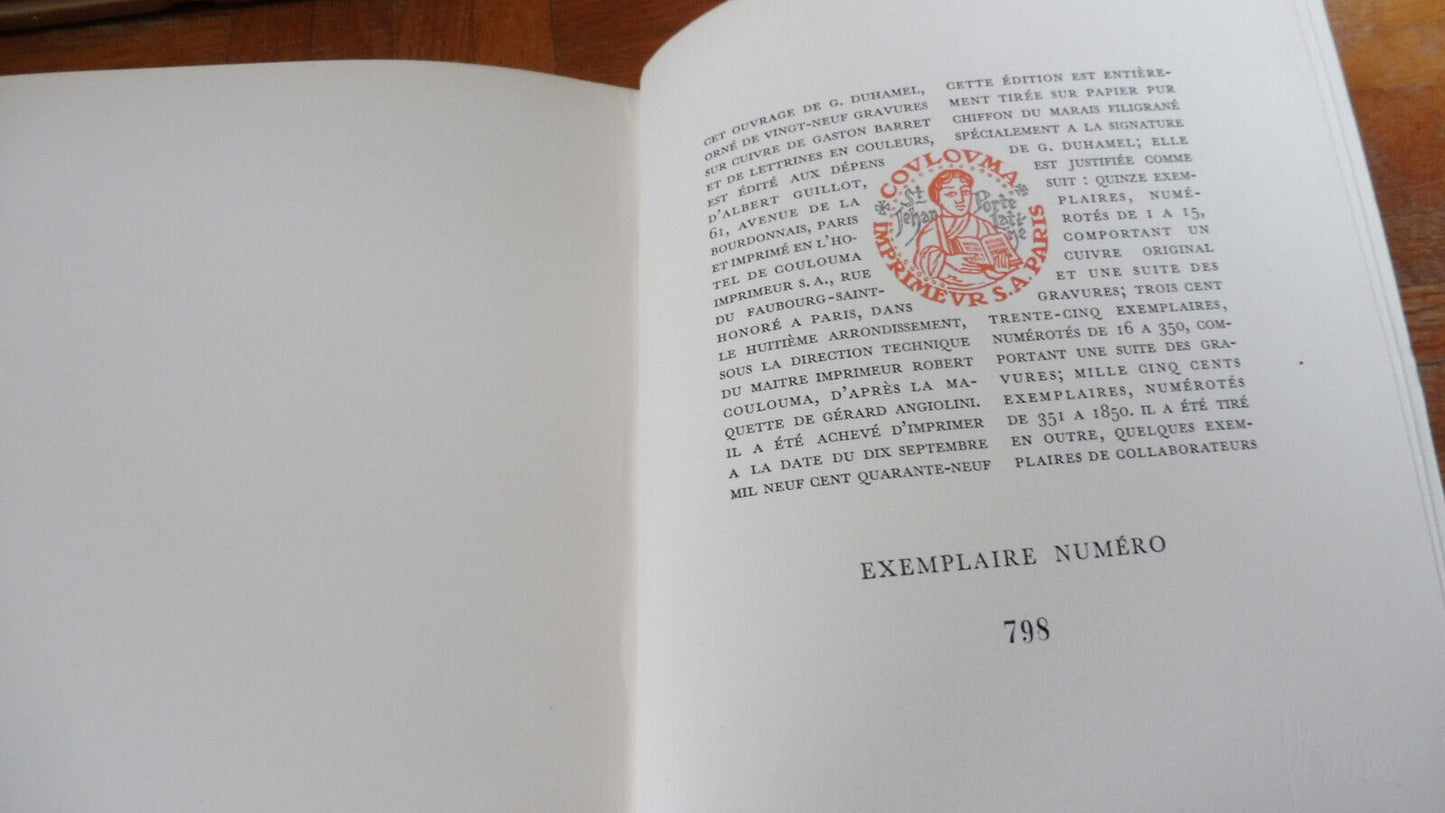 CET OUVRAGE DE G. DUHAMEL,
ORNÉ DE VINGT-NEUF GRAVURES
SUR CUIVRE DE GASTON BARRET
ET DE LETTRINES EN COULEURS,
EST ÉDITÉ AUX DÉPENS
D'ALBERT GUILLOT,
61, AVENUE DE LA
BOURDONNAIS, PARIS
ET IMPRIMÉ EN L'HO-
TEL DE COULOUMA
IMPRIMEUR S. A., RUE
DU FAUBOURG-SAINT-
HONORÉ A PARIS, DANS
LE HUITIÈME ARRONDISSEMENT,
SOUS LA DIRECTION TECHNIQUE
DU MAITRE IMPRIMEUR ROBERT
COULOUMA, D'APRÈS LA MA-
QUETTE DE GÉRARD ANGIOLINI.
IL A ÉTÉ ACHEVÉ D'IMPRIMER
A LA DATE DU DIX SEPTEMBRE
MIL NEUF CENT QUARANTE-NEUF
CETTE ÉDITION EST ENTIÈRE-
MENT TIRÉE SUR PAPIER PUR
CHIFFON DU MARAIS FILIGRANÉ
SPÉCIALEMENT A LA SIGNATURE
DE G. DUHAMEL; ELLE
EST JUSTIFIÉE COMME
SUIT : QUINZE EXEM-
PLAIRES, NUMÉ-
ROTÉS DE 1 A 15,
COMPORTANT UN
CUIVRE ORIGINAL
ET UNE SUITE DES
GRAVURES; TROIS CENT
TRENTE-CINQ EXEMPLAIRES,
NUMÉROTÉS DE 16 A 350, COM-
PORTANT UNE SUITE DES GRA-
VURES; MILLE CINQ CENTS
EXEMPLAIRES, NUMÉROTÉS
DE 351 A 1850. IL A ÉTÉ TIRÉ
EN OUTRE, QUELQUES EXEM-
PLAIRES DE COLLABORATEURS
COVLOVMA
IMPRIMEVR S.A. PARIS
St Jehan
Porte latine
EXEMPLAIRE NUMÉRO
798